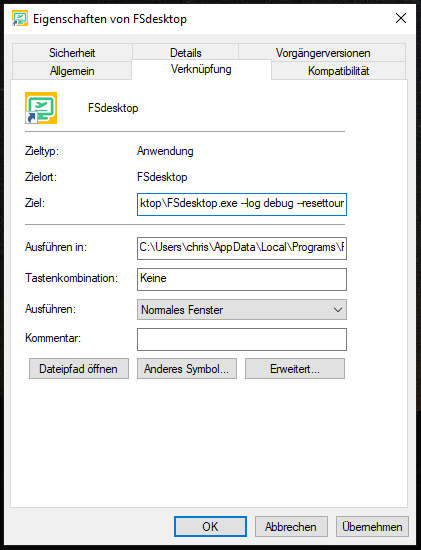 Eigenschaften von FSdesktop
Sicherheit Details Vorgängerversionen
Allgemein Verknüpfung Kompatibilität
FSdesktop
Zieltyp: Anwendung
Zielort: FSdesktop
Ziel: ktop\FSdesktop.exe --log debug --resettour
Ausführen in: C:\Users\chris\AppData\Local\Programs\F
Tastenkombination: Keine
Ausführen: Normales Fenster
Kommentar:
Dateipfad öffnen Anderes Symbol... Erweitert...
OK Abbrechen Übernehmen